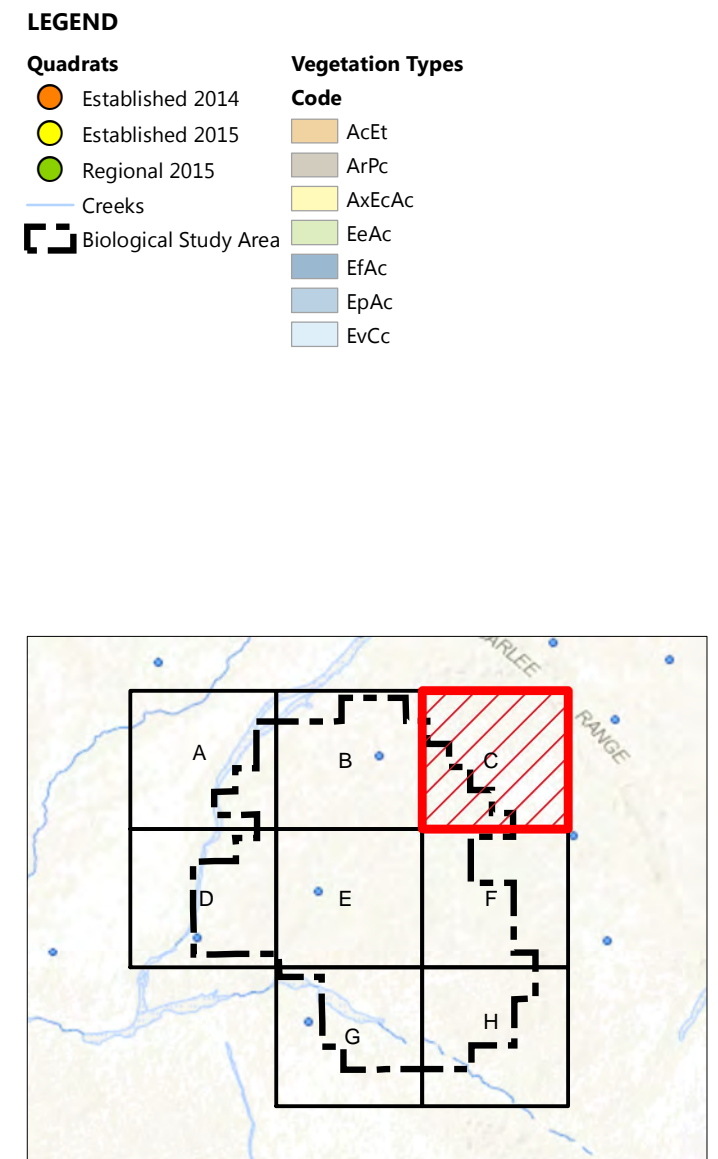 LEGEND
Quadrats
Established 2014
Established 2015
Regional 2015
Creeks
Biological Study Area
Vegetation Types
Code
AcEt
ArPc
AxEcAc
EeAc
EfAc
EpAc
EvCc
RANGE
A
B
C
D
E
F
G
H